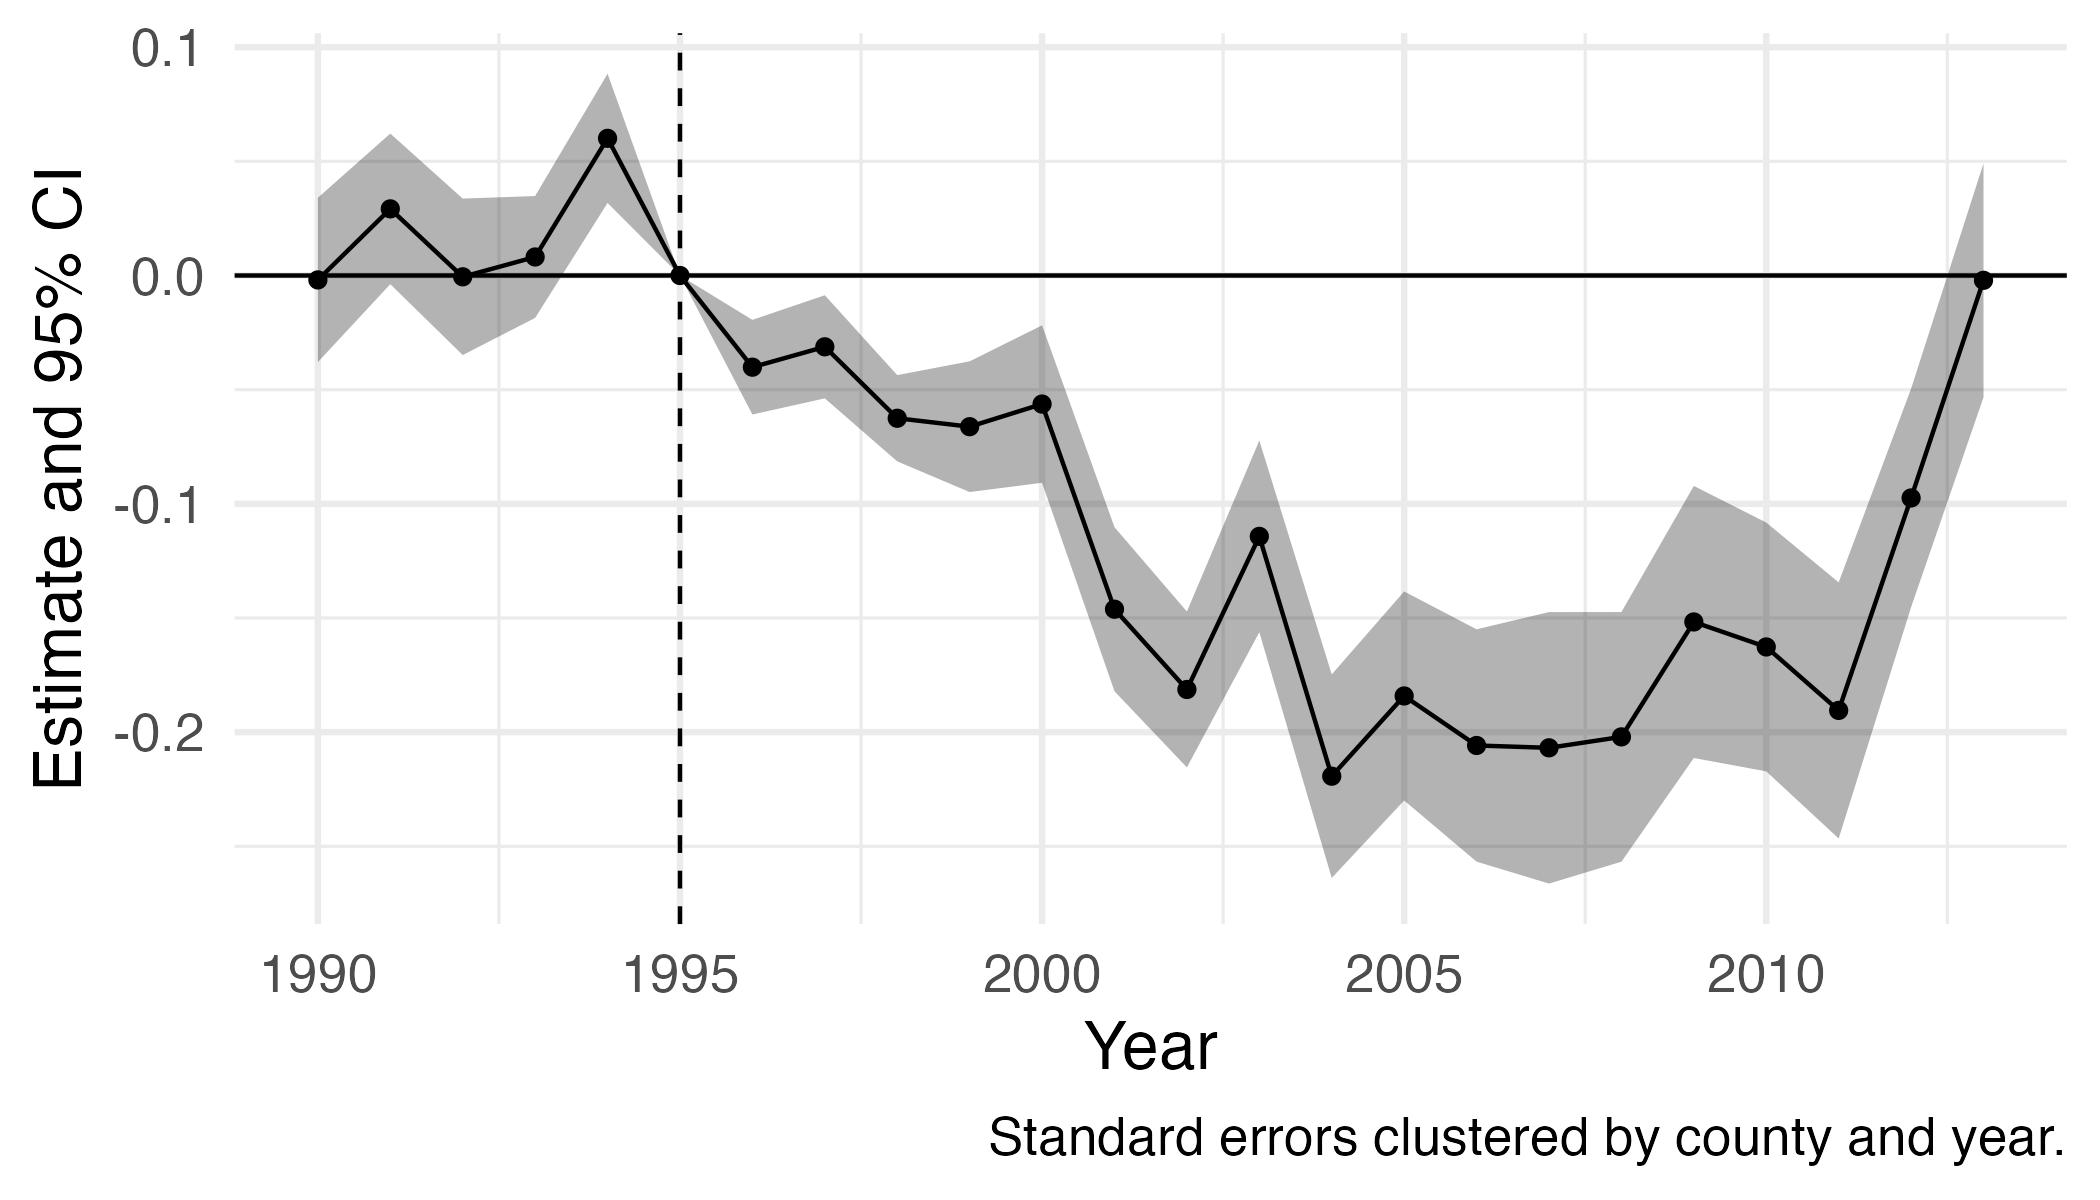 Estimate and 95% CI
0.1
0.0
-0.1
-0.2
1990 1995 2000 2005 2010
Year
Standard errors clustered by county and year.